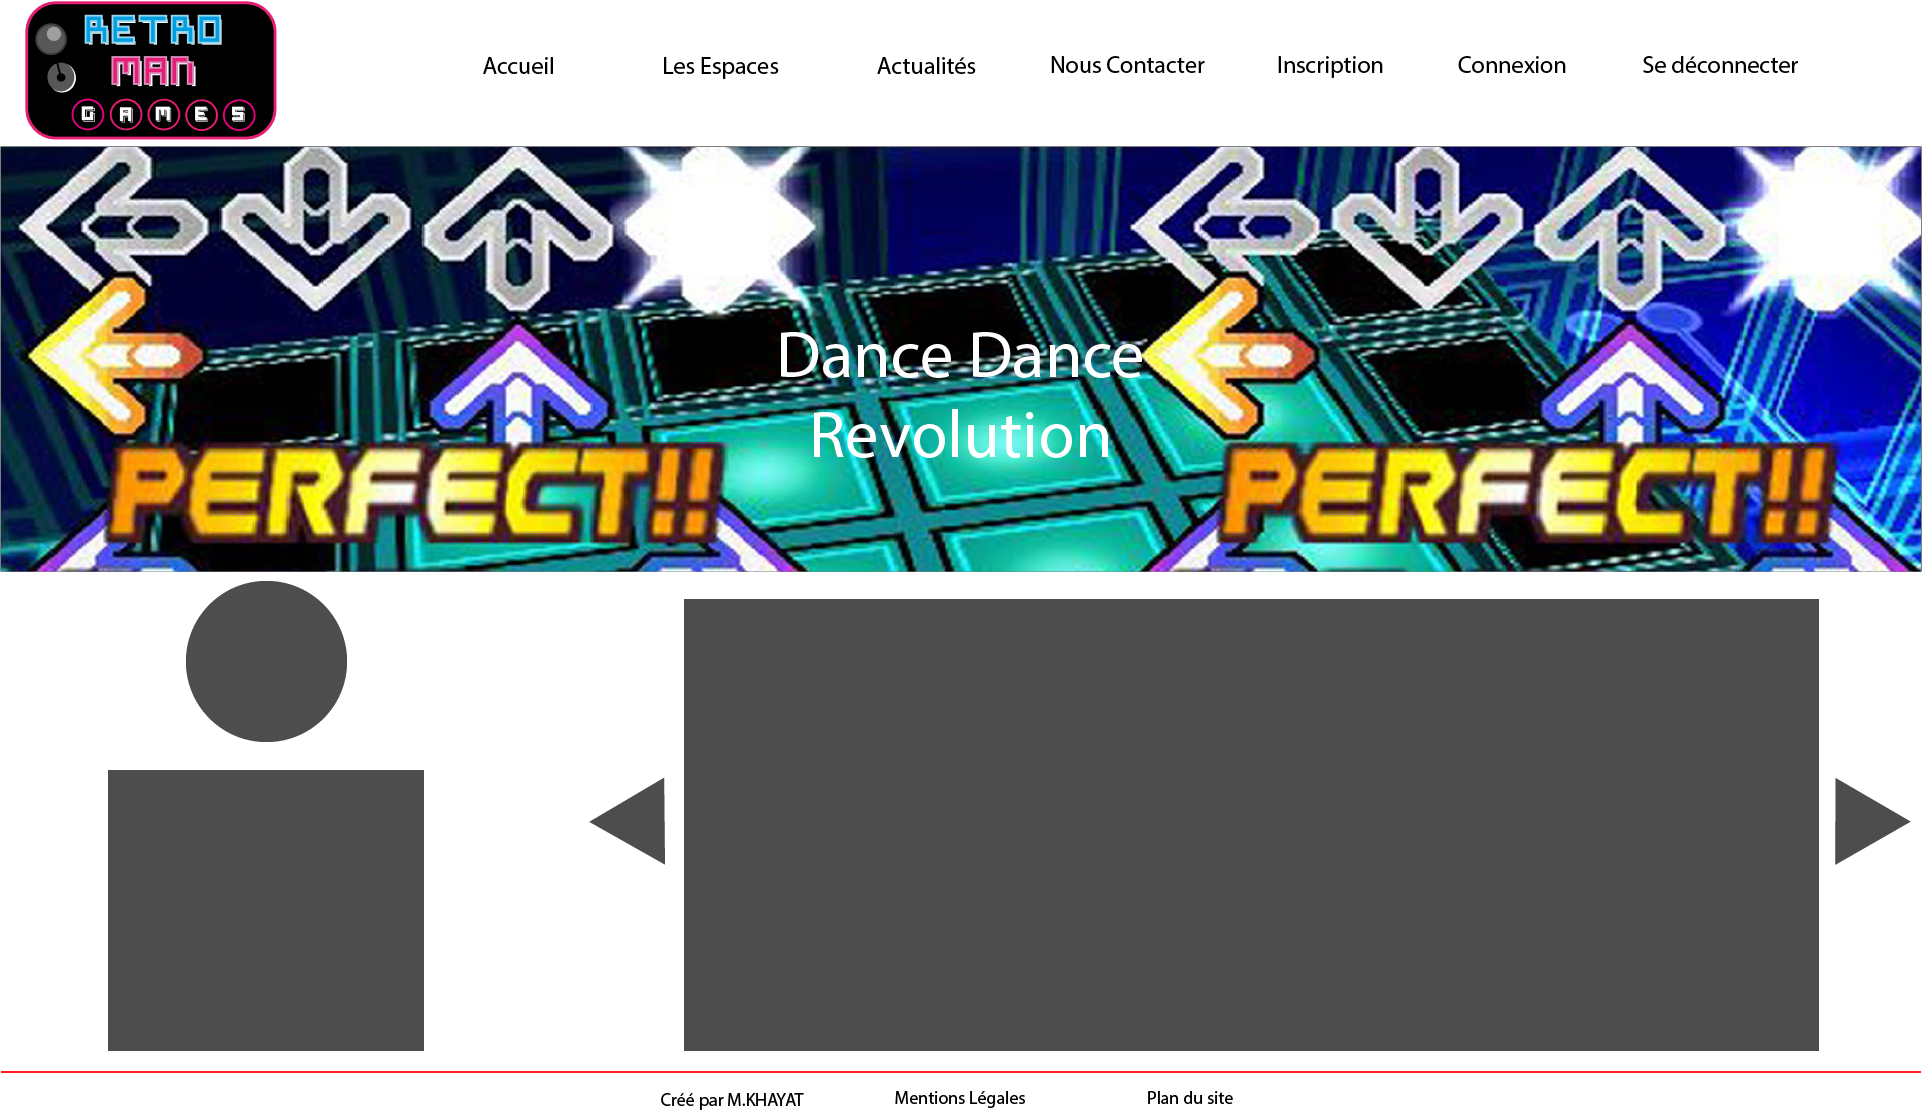 RETRO
MAN
GAMES
Accueil
Les Espaces
Actualités
Nous Contacter
Inscription
Connexion
Se déconnecter
Dance Dance
Revolution
PERFECT!!
PERFECT!!
Créé par M.KHAYAT
Mentions Légales
Plan du site